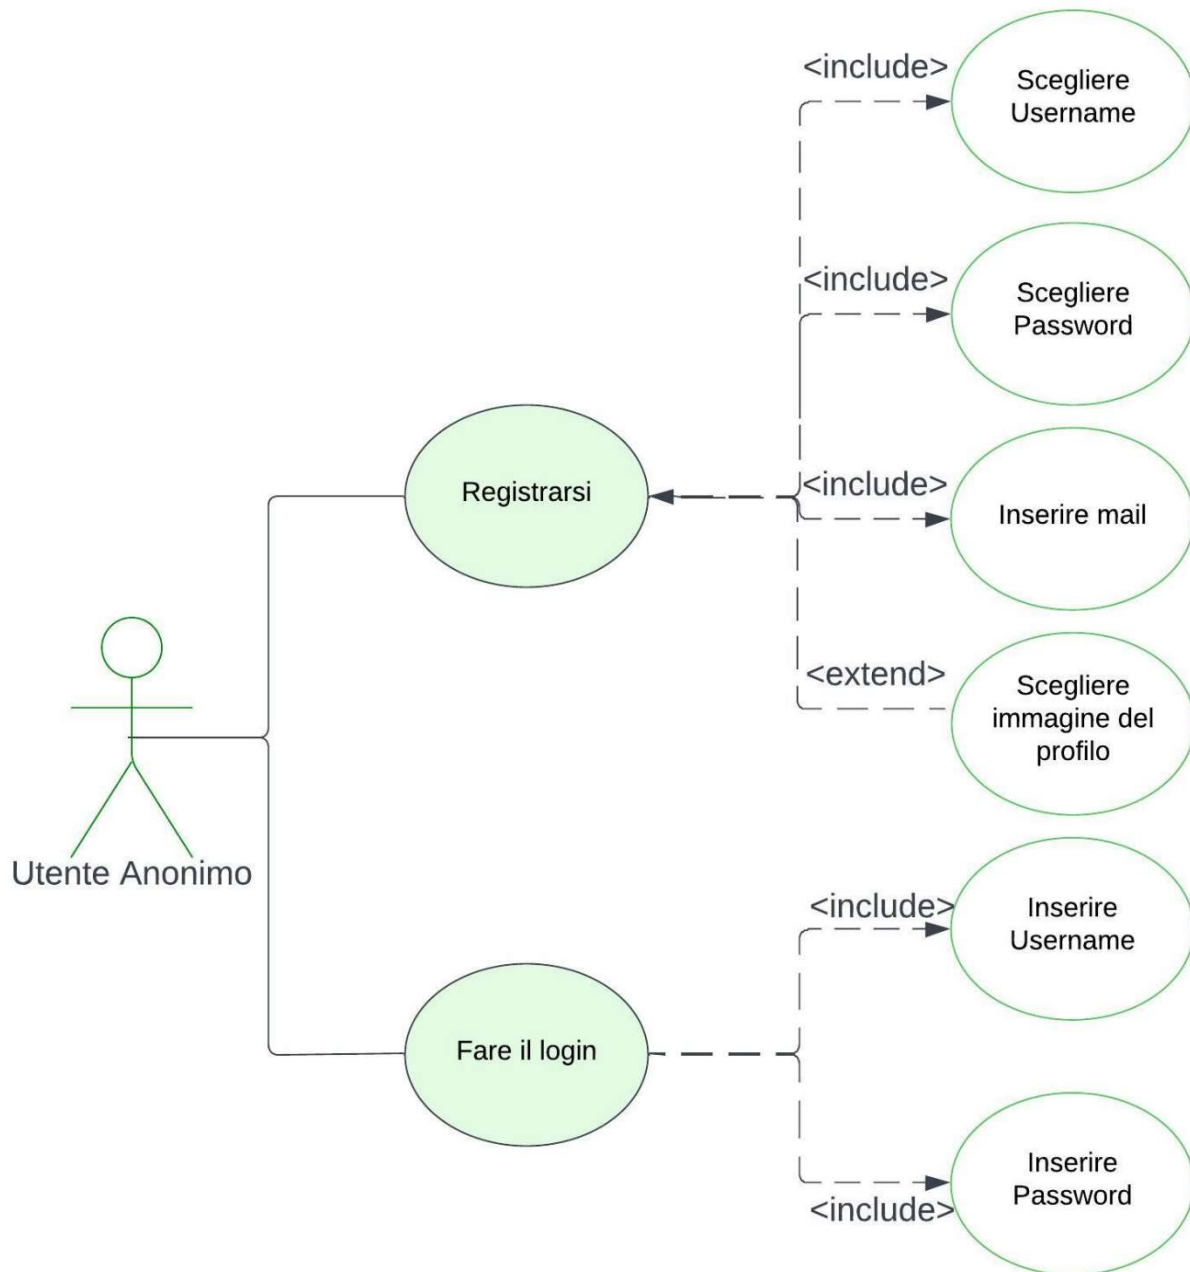 <include>
Scegliere
Username
<include>
Scegliere
Password
Registrarsi
<include>
Inserire mail
<extend>
Scegliere
immagine del
profilo
Utente Anonimo
<include>
Inserire
Username
Fare il login
Inserire
Password
<include>